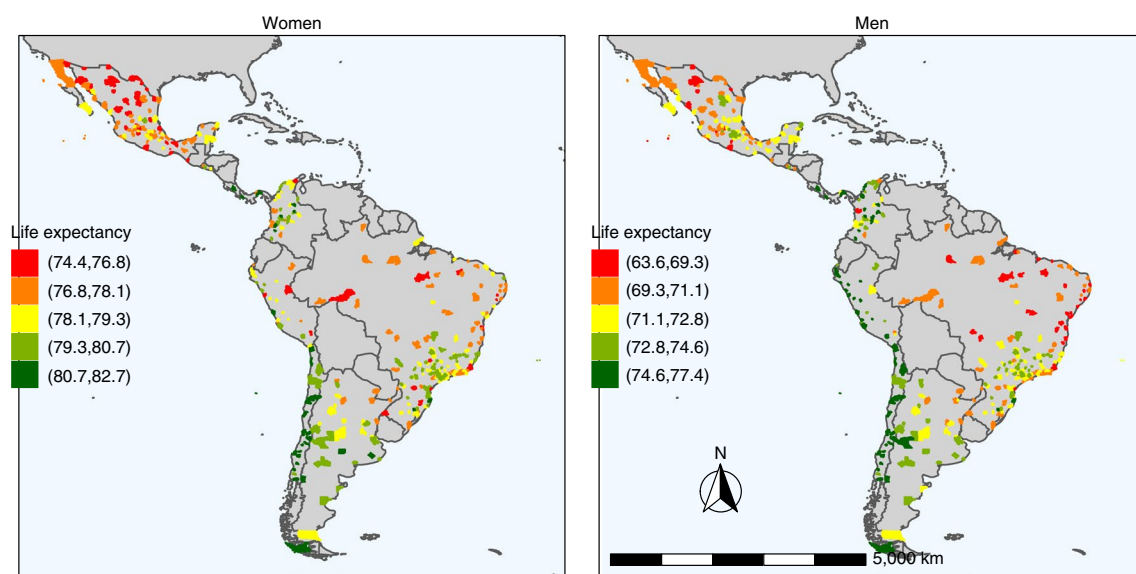 Women
Men
Life expectancy
(74.4,76.8)
(76.8,78.1)
(78.1,79.3)
(79.3,80.7)
(80.7,82.7)
Life expectancy
(63.6,69.3)
(69.3,71.1)
(71.1,72.8)
(72.8,74.6)
(74.6,77.4)
N
5,000 km